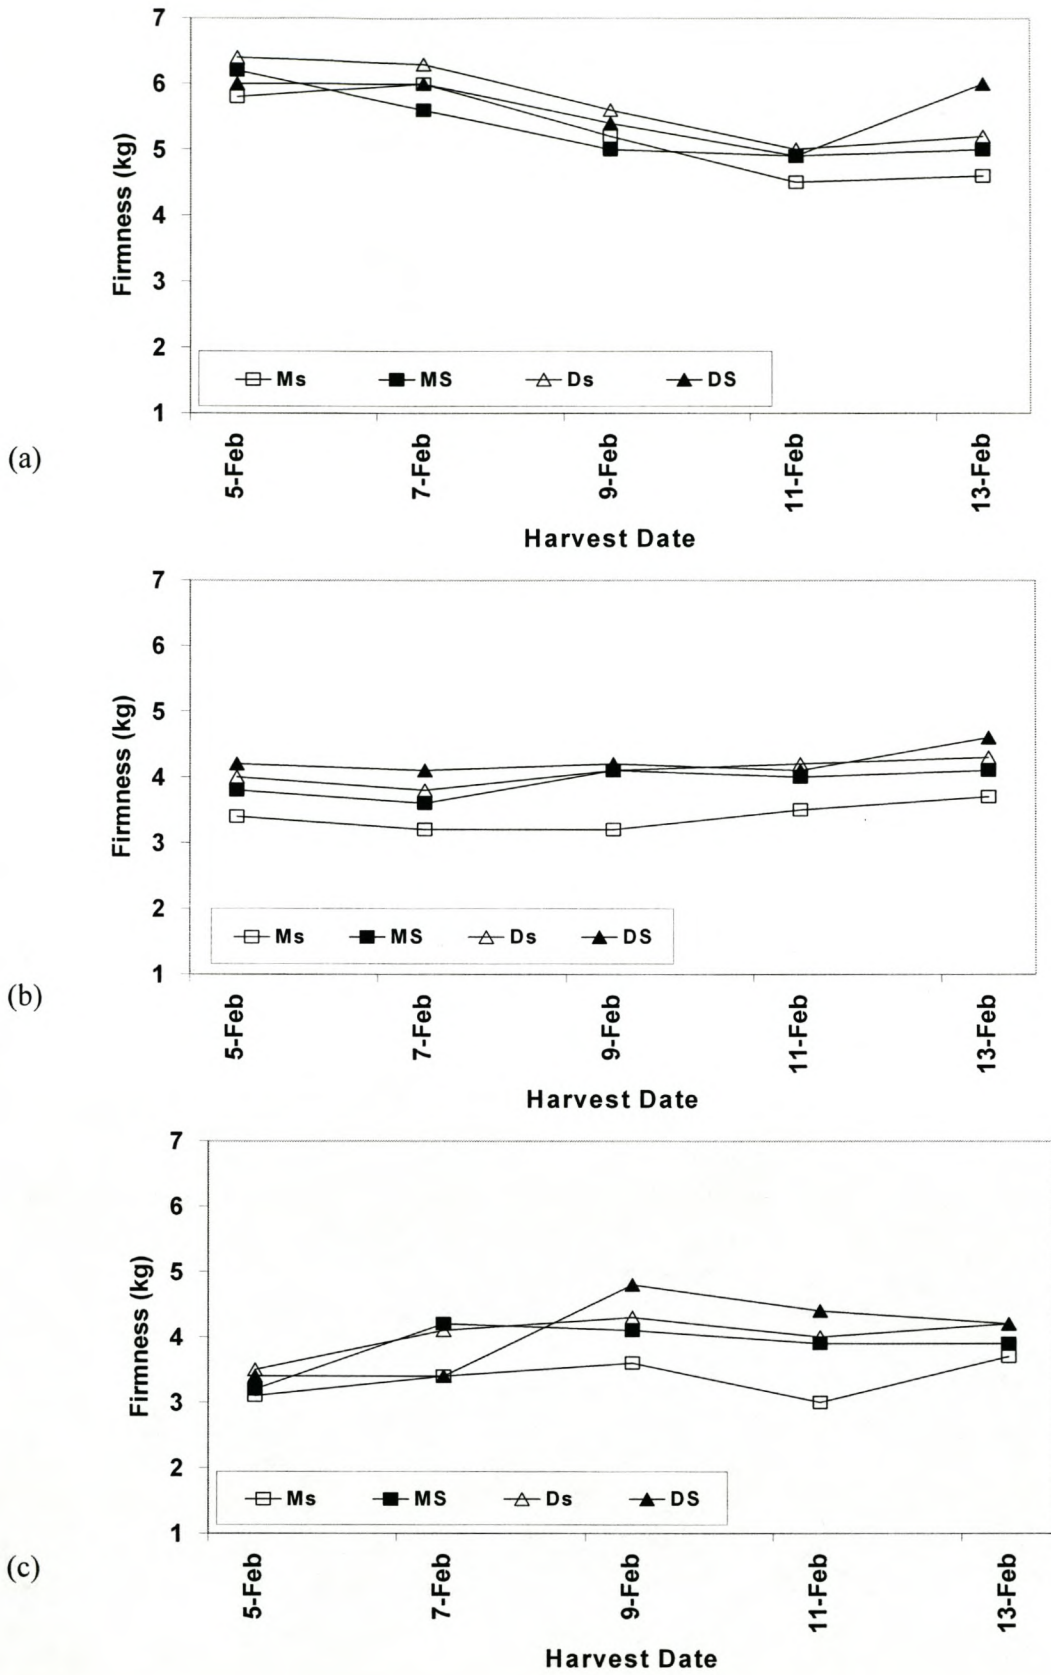 7
6
5
4
3
2
1
Firmness (kg)
Ms MS Ds DS
5-Feb 7-Feb 9-Feb 11-Feb 13-Feb
Harvest Date
(a)
7
6
5
4
3
2
1
Firmness (kg)
Ms MS Ds DS
5-Feb 7-Feb 9-Feb 11-Feb 13-Feb
Harvest Date
(b)
7
6
5
4
3
2
1
Firmness (kg)
Ms MS Ds DS
5-Feb 7-Feb 9-Feb 11-Feb 13-Feb
Harvest Date
(c)